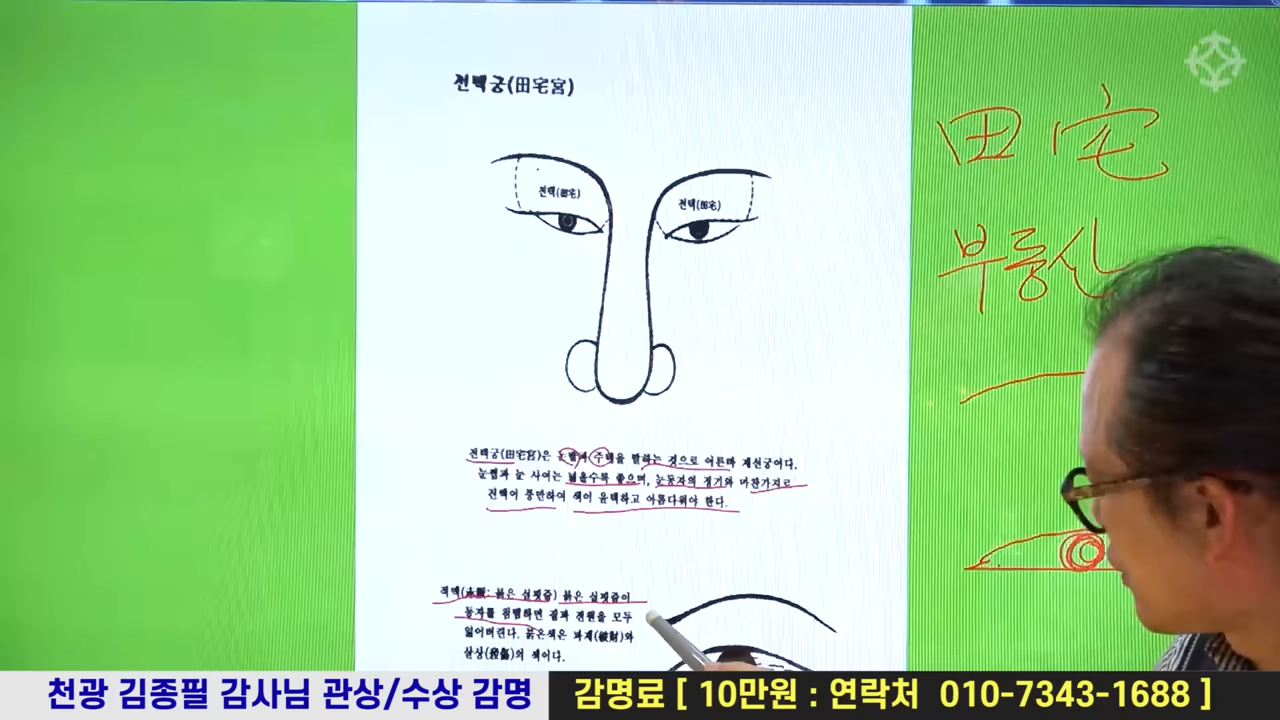 전택궁(田宅宮)
전택(田宅)
전택(田宅)
田宅
부동산
전택궁(田宅宮)은 눈썹과 주택을 말하는 것으로 어른바 계선궁이다.
눈썹과 눈 사이는 넓을수록 좋으며, 눈동자의 정기와 마찬가지로
전택이 풍만하여 색이 윤택하고 아름다워야 한다.
적맥(赤脈: 붉은 실핏줄) 붉은 실핏줄이
동자를 침범하면 집과 전원을 모두
잃어버린다. 붉은색은 파재(破財)와
살상(殺傷)의 색이다.
천광 김종필 감사님 관상/수상 감명
감명료 [ 10만원 : 연락처 010-7343-1688 ]